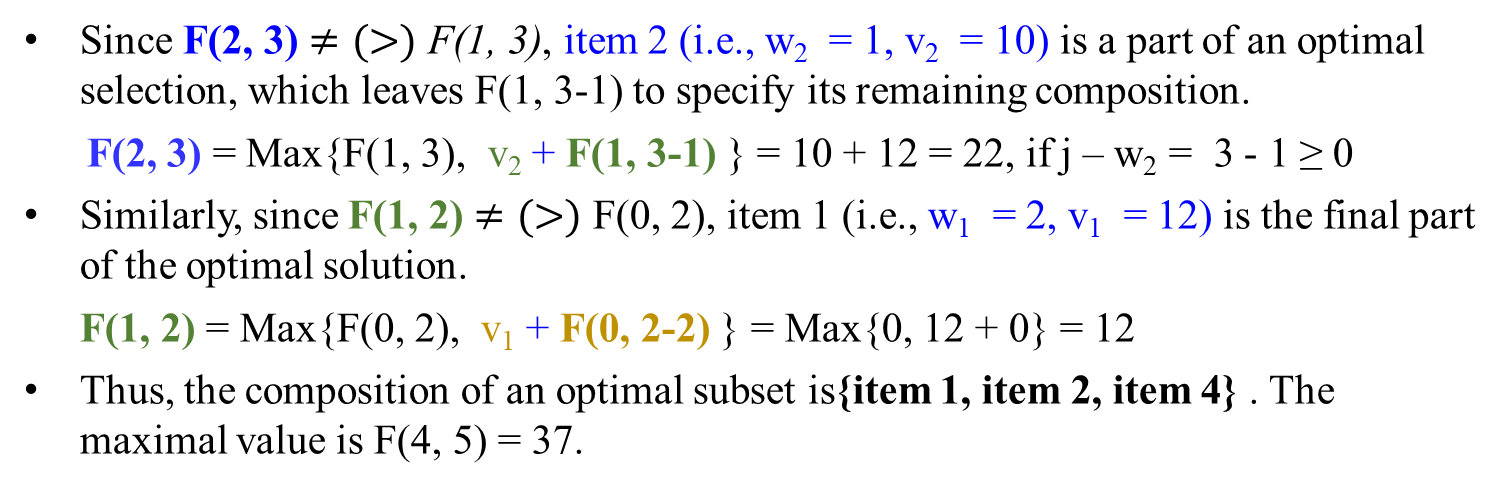 • Since F(2, 3) ≠ (>) F(1, 3), item 2 (i.e., w₂ = 1, v₂ = 10) is a part of an optimal
selection, which leaves F(1, 3-1) to specify its remaining composition.
F(2, 3) = Max{F(1, 3), v₂ + F(1, 3-1) } = 10 + 12 = 22, if j – w₂ = 3 - 1 ≥ 0
• Similarly, since F(1, 2) ≠ (>) F(0, 2), item 1 (i.e., w₁ = 2, v₁ = 12) is the final part
of the optimal solution.
F(1, 2) = Max{F(0, 2), v₁ + F(0, 2-2) } = Max{0, 12 + 0} = 12
• Thus, the composition of an optimal subset is{item 1, item 2, item 4} . The
maximal value is F(4, 5) = 37.